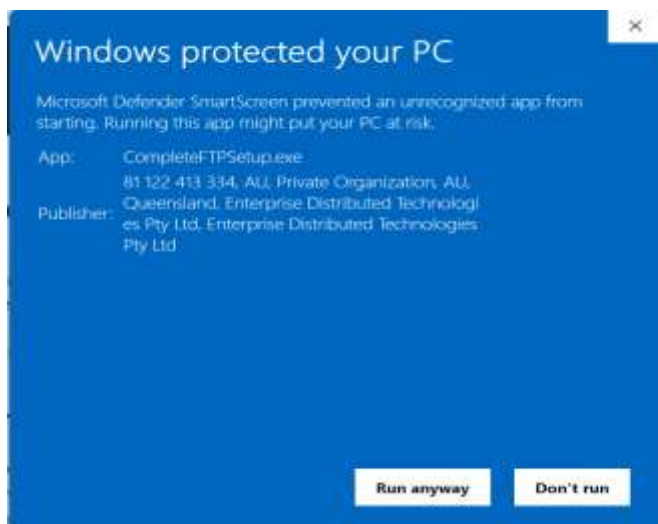 Windows protected your PC
Microsoft Defender SmartScreen prevented an unrecognized app from
starting. Running this app might put your PC at risk.
App: CompleteFTPSetup.exe
81 122 413 334, AU, Private Organization, AU,
Queensland, Enterprise Distributed Technologi
Publisher: es Pty Ltd, Enterprise Distributed Technologies
Pty Ltd
Run anyway Don't run